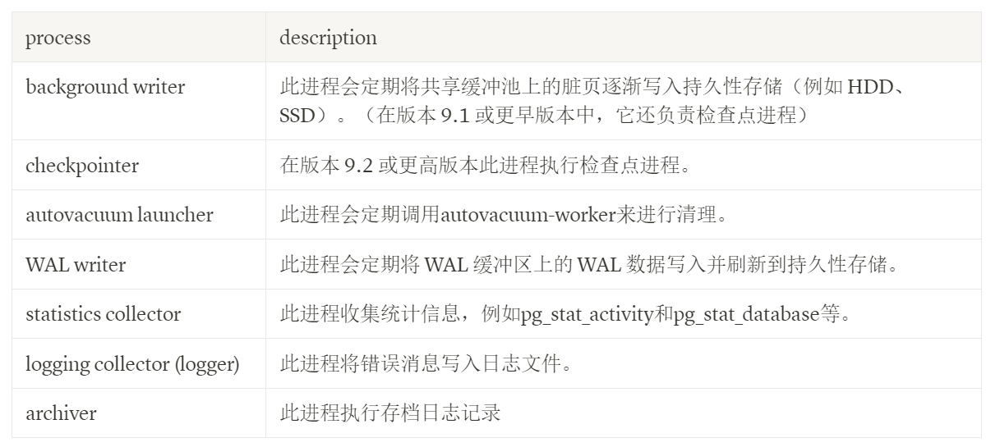 process
description
background writer
此进程会定期将共享缓冲池上的脏页逐渐写入持久性存储（例如 HDD、
SSD）。（在版本 9.1 或更早版本中，它还负责检查点进程）
checkpointer
在版本 9.2 或更高版本此进程执行检查点进程。
autovacuum launcher
此进程会定期调用autovacuum-worker来进行清理。
WAL writer
此进程会定期将 WAL 缓冲区上的 WAL 数据写入并刷新到持久性存储。
statistics collector
此进程收集统计信息，例如pg_stat_activity和pg_stat_database等。
logging collector (logger)
此进程将错误消息写入日志文件。
archiver
此进程执行存档日志记录